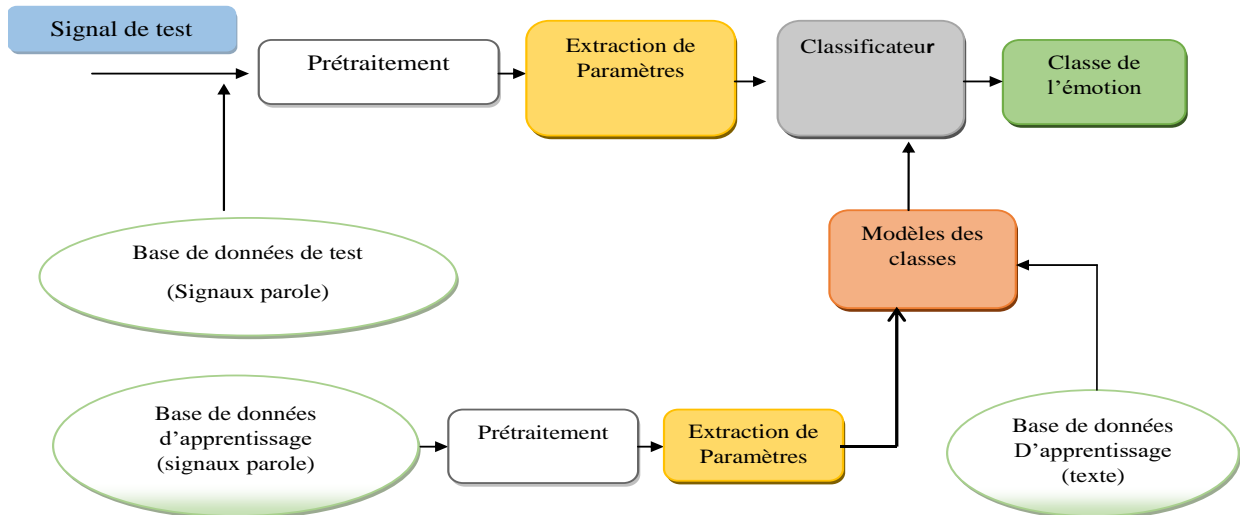 Signal de test
Prétraitement
Extraction de
Paramètres
Classificateur
Classe de
l’émotion
Base de données de test
(Signaux parole)
Modèles des
classes
Base de données
d’apprentissage
(signaux parole)
Prétraitement
Extraction de
Paramètres
Base de données
D’apprentissage
(texte)